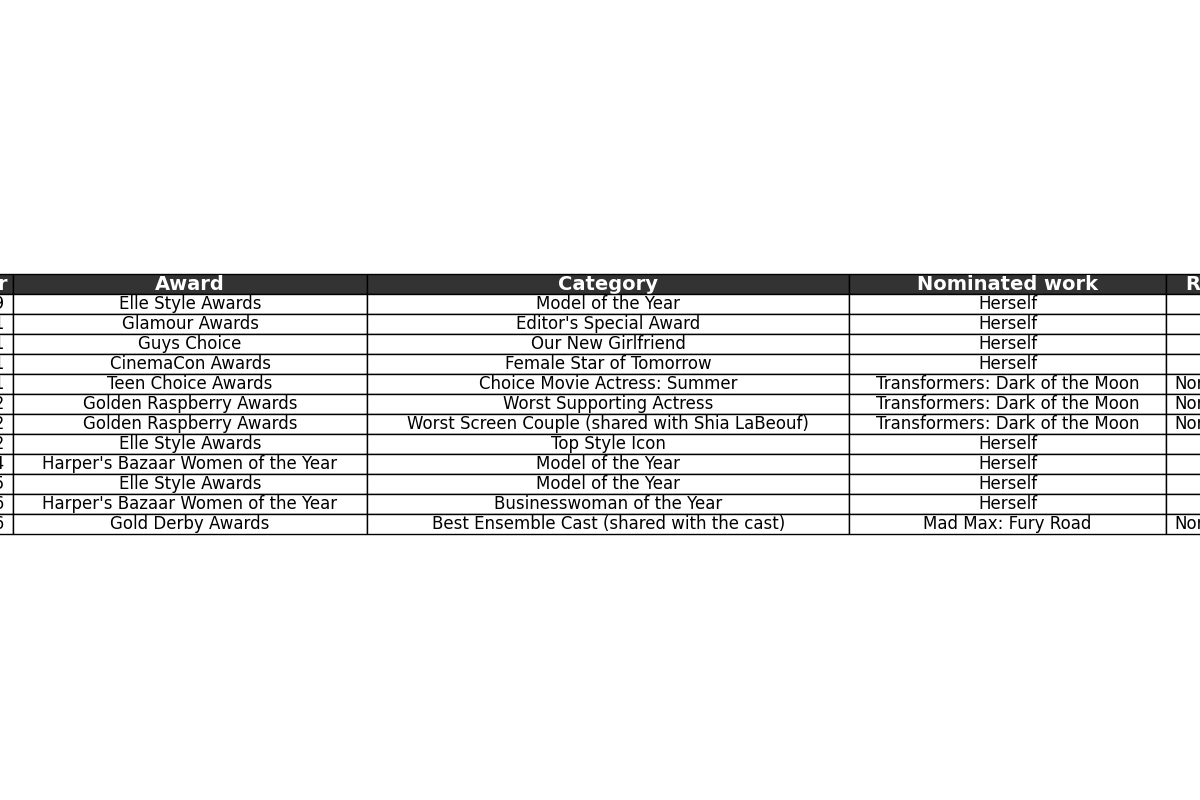 r Award Category Nominated work R
9 Elle Style Awards Model of the Year Herself
1 Glamour Awards Editor's Special Award Herself
1 Guys Choice Our New Girlfriend Herself
1 CinemaCon Awards Female Star of Tomorrow Herself
1 Teen Choice Awards Choice Movie Actress: Summer Transformers: Dark of the Moon Nor
2 Golden Raspberry Awards Worst Supporting Actress Transformers: Dark of the Moon Nor
2 Golden Raspberry Awards Worst Screen Couple (shared with Shia LaBeouf) Transformers: Dark of the Moon Nor
2 Elle Style Awards Top Style Icon Herself
4 Harper's Bazaar Women of the Year Model of the Year Herself
5 Elle Style Awards Model of the Year Herself
6 Harper's Bazaar Women of the Year Businesswoman of the Year Herself
6 Gold Derby Awards Best Ensemble Cast (shared with the cast) Mad Max: Fury Road Nor